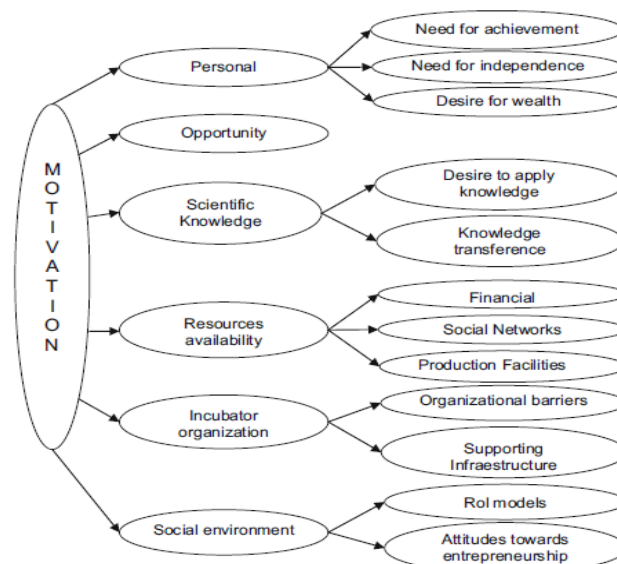 MOTIVATION
Personal
Need for achievement
Need for independence
Desire for wealth
Opportunity
Scientific
Knowledge
Desire to apply
knowledge
Knowledge
transference
Resources
availability
Financial
Social Networks
Production Facilities
Incubator
organization
Organizational barriers
Supporting
Infraestructure
Social environment
Rol models
Attitudes towards
entrepreneurship